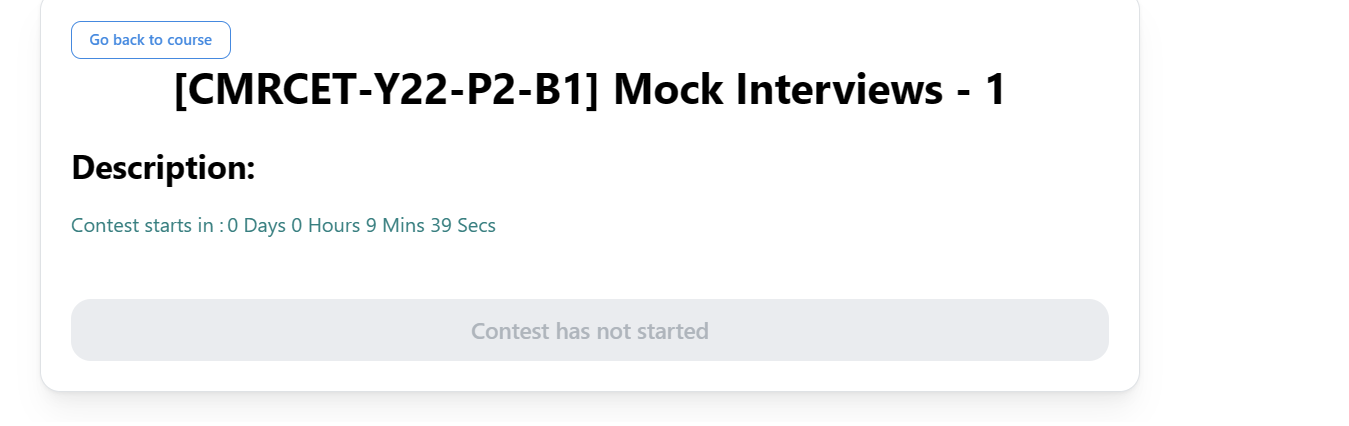 Go back to course
[CMRCET-Y22-P2-B1] Mock Interviews - 1
Description:
Contest starts in : 0 Days 0 Hours 9 Mins 39 Secs
Contest has not started